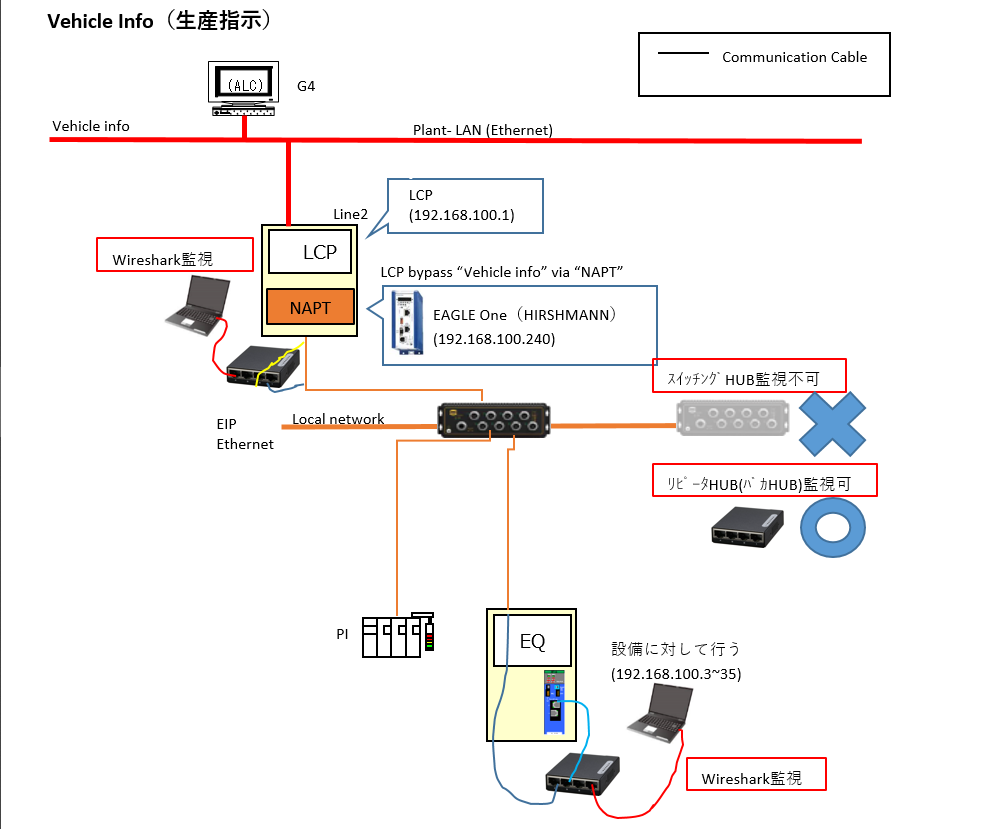 Vehicle Info（生産指示）
Communication Cable
(ALC)
G4
Vehicle info
Plant- LAN (Ethernet)
LCP
(192.168.100.1)
Line2
LCP
Wireshark監視
LCP bypass “Vehicle info” via “NAPT”
NAPT
EAGLE One（HIRSHMANN）
(192.168.100.240)
ｽｲｯﾁﾝｸﾞHUB監視不可
EIP
Ethernet
Local network
ﾘﾋﾟｰﾀHUB(ﾊﾞｶHUB)監視可
PI
EQ
設備に対して行う
(192.168.100.3~35)
Wireshark監視